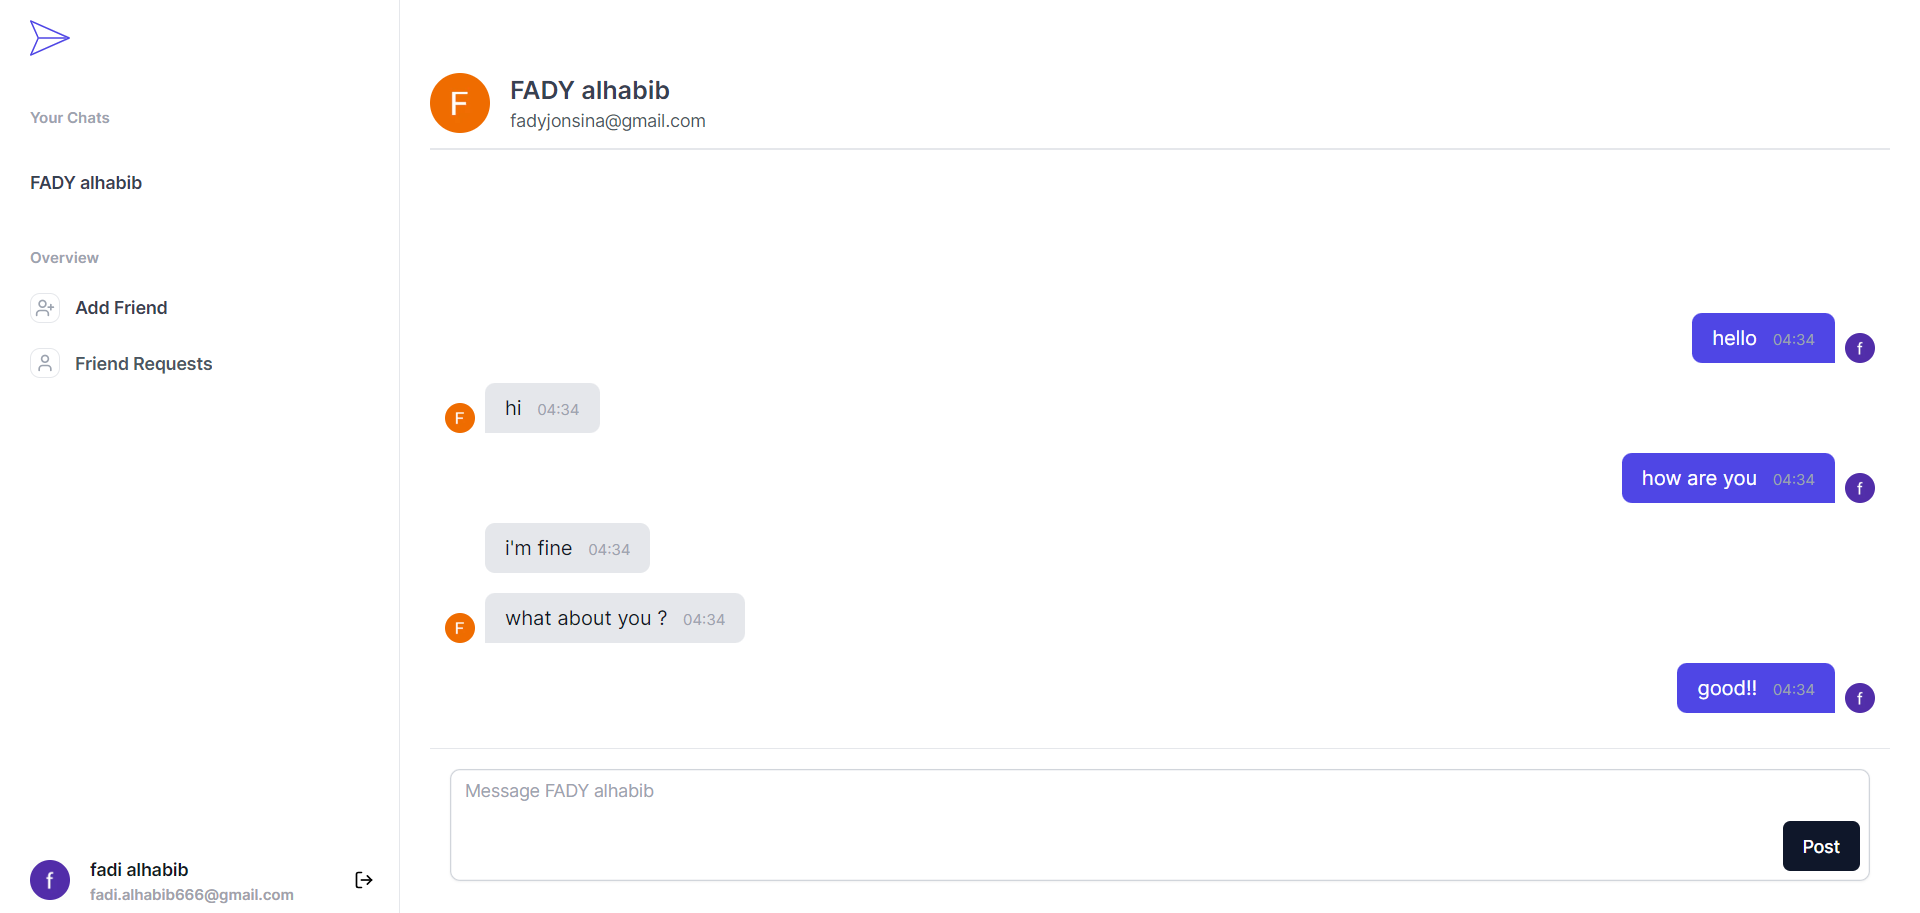 Your Chats
FADY alhabib
Overview
Add Friend
Friend Requests
f
fadi alhabib
fadi.alhabib666@gmail.com
F
FADY alhabib
fadyjonsina@gmail.com
hello 04:34
f
F
hi 04:34
how are you 04:34
f
i'm fine 04:34
F
what about you ? 04:34
good!! 04:34
f
Message FADY alhabib
Post